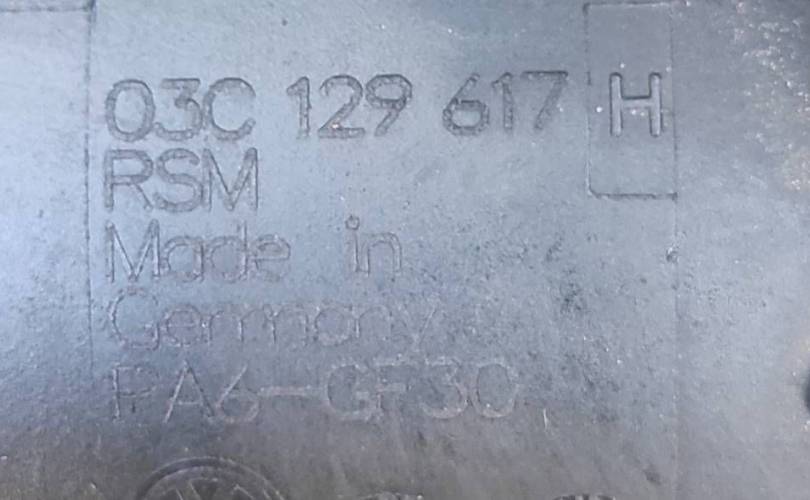 03C 129 617 H
RSM
Made in
Germany
PA6-GF30